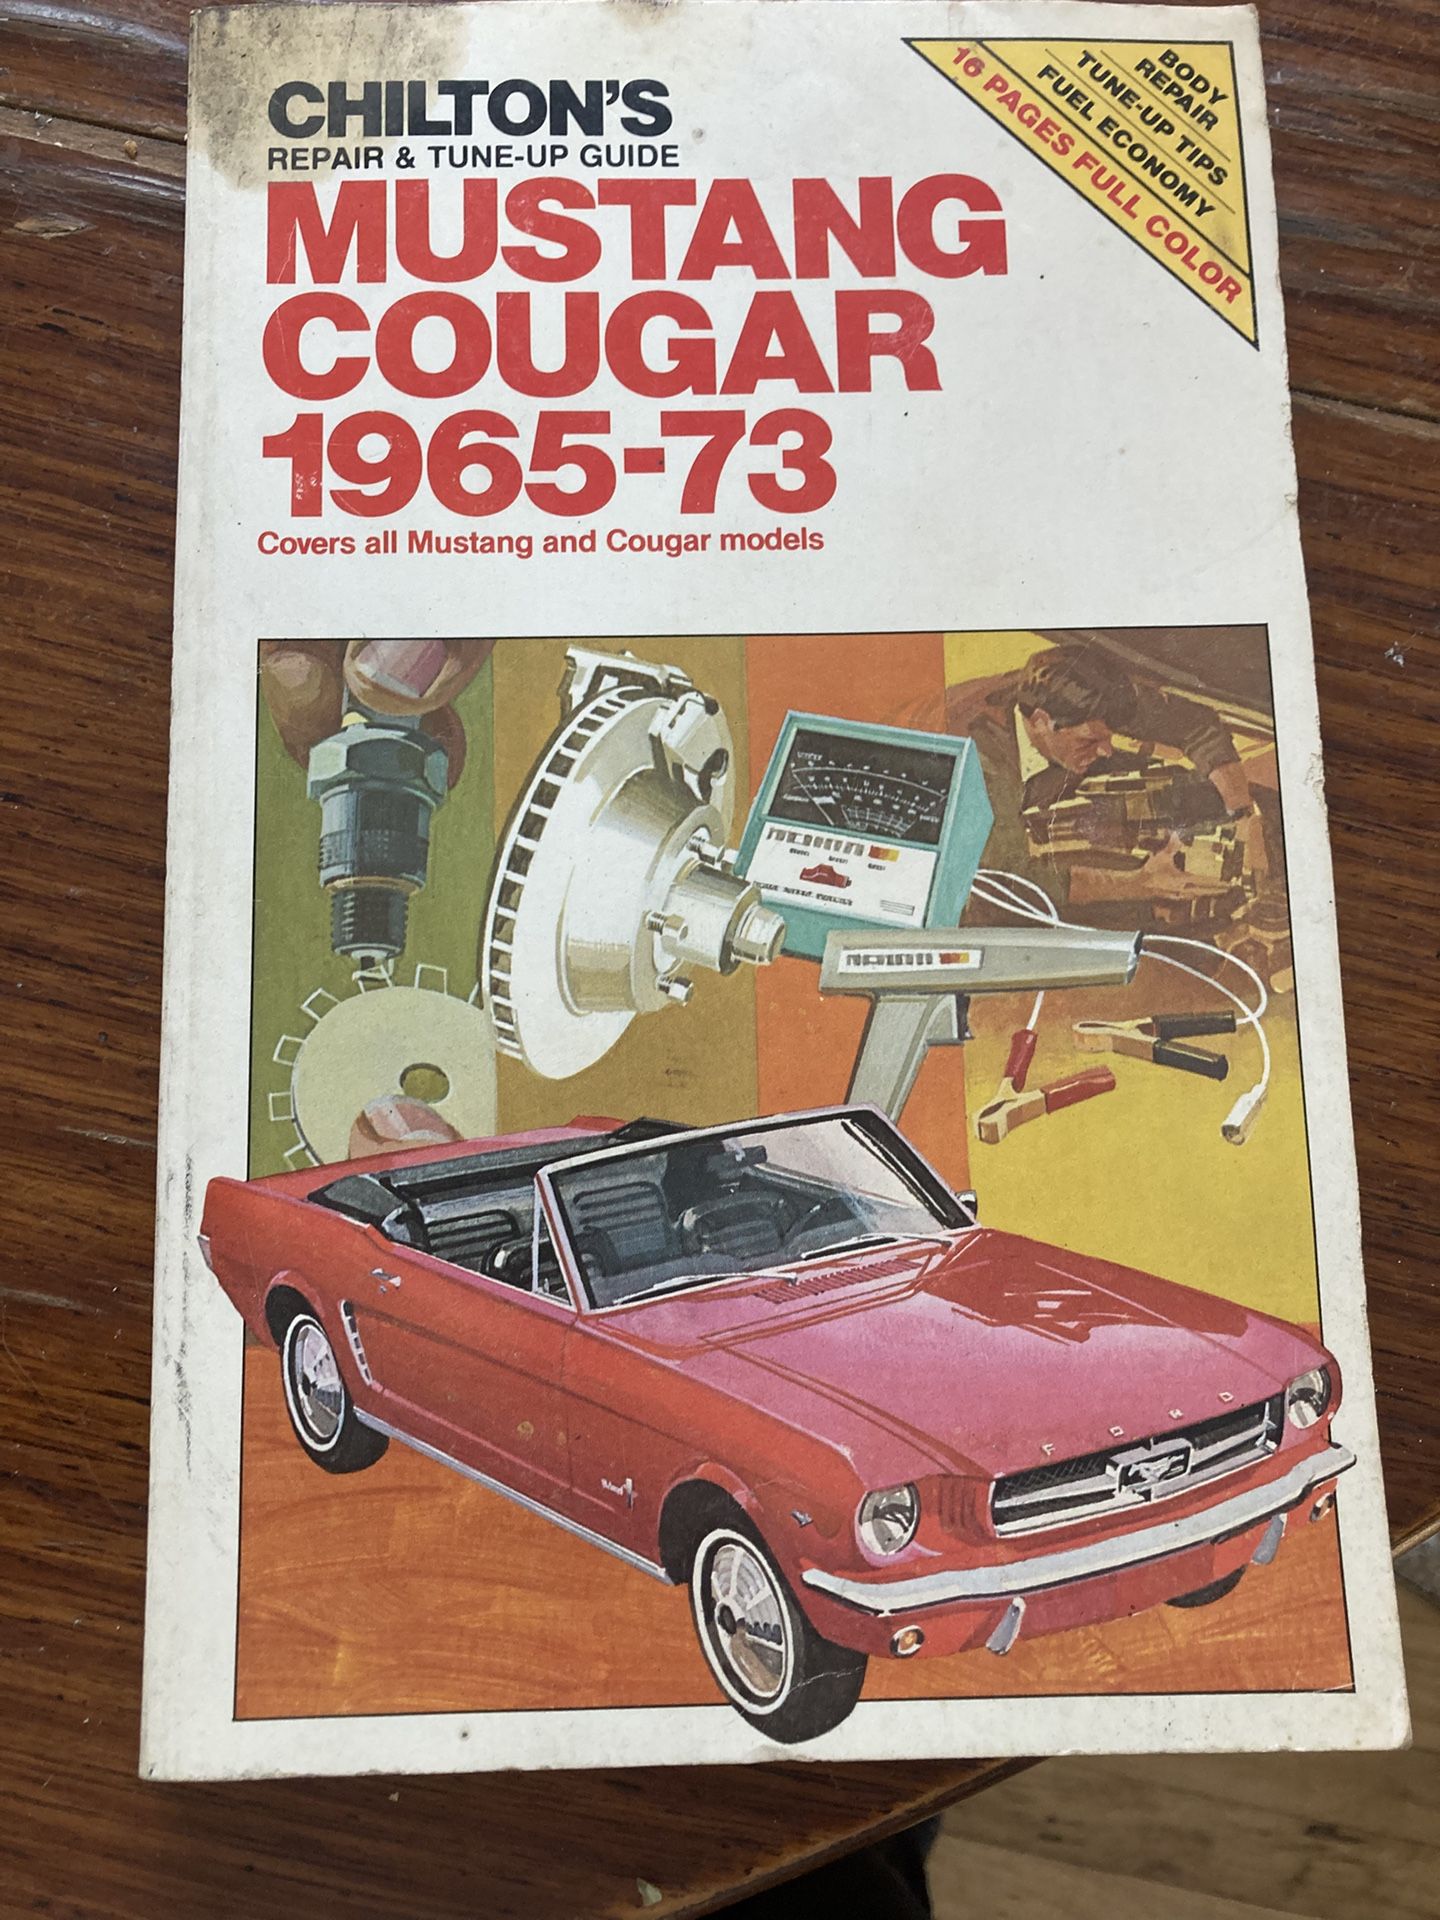 CHILTON'S
REPAIR & TUNE-UP GUIDE
MUSTANG
COUGAR
1965-73
Covers all Mustang and Cougar models
BODY
REPAIR
TUNE-UP TIPS
FUEL ECONOMY
16 PAGES FULL COLOR
FORD